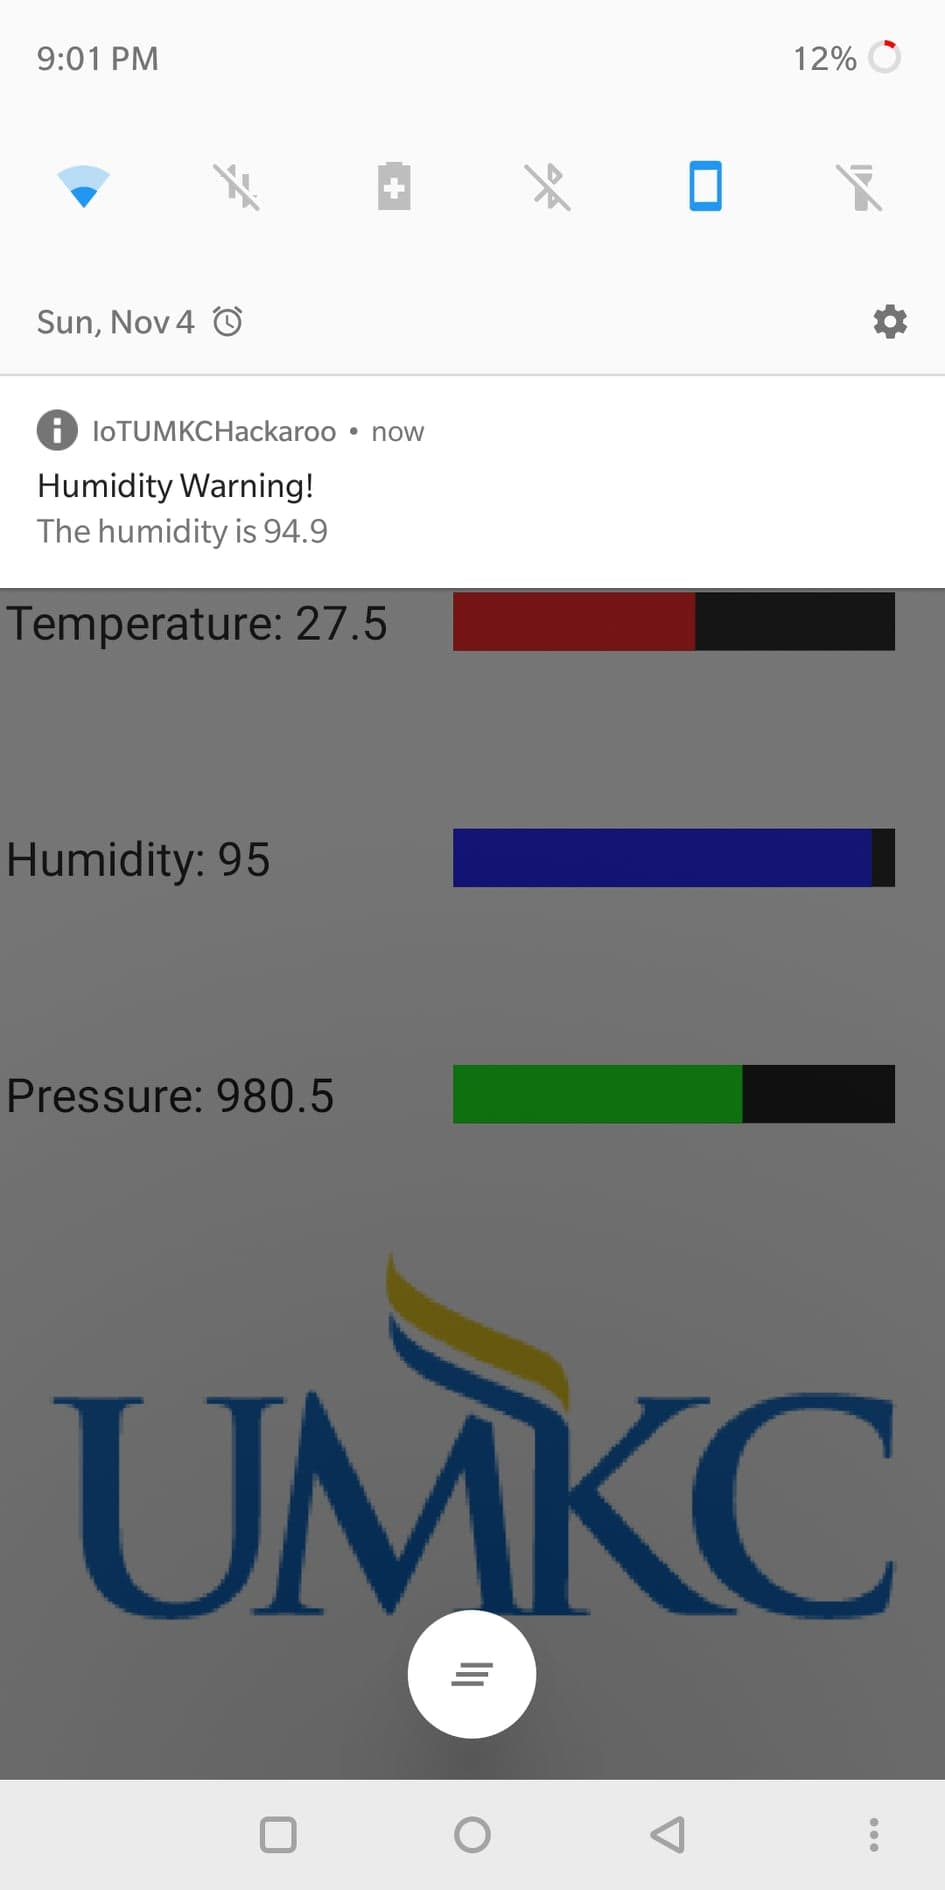 9:01 PM 12%
Sun, Nov 4
IoTUMKCHackaroo • now
Humidity Warning!
The humidity is 94.9
Temperature: 27.5
Humidity: 95
Pressure: 980.5
UMKC